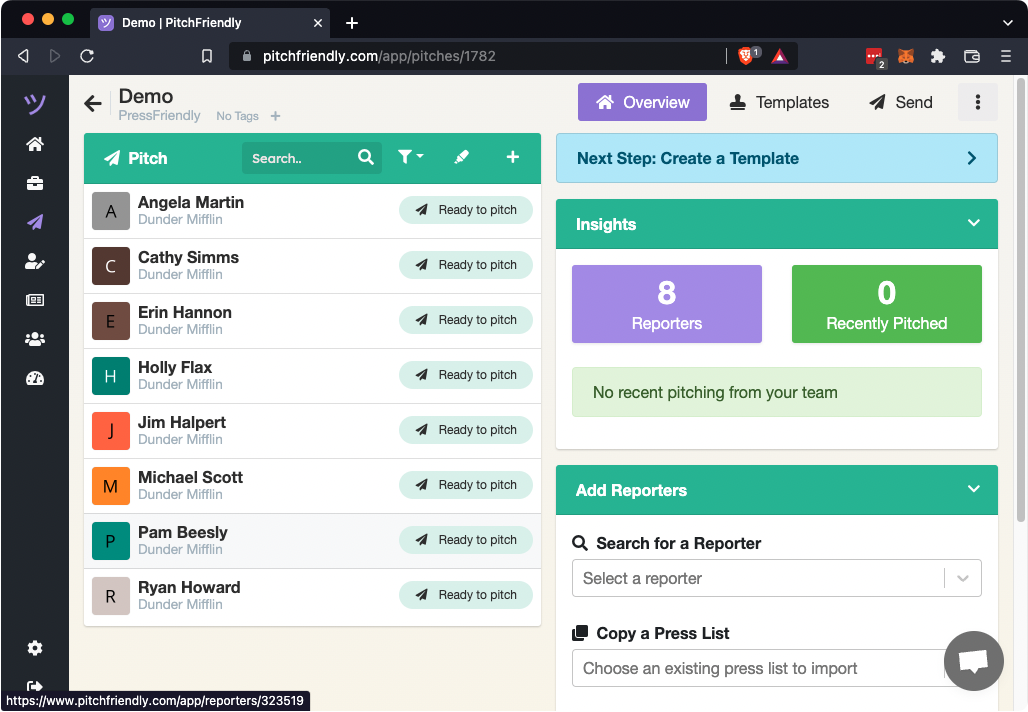 Demo | PitchFriendly
pitchfriendly.com/app/pitches/1782
1
2
Demo
PressFriendly
No Tags
Overview
Templates
Send
Pitch
Search..
Angela Martin
Dunder Mifflin
Ready to pitch
Cathy Simms
Dunder Mifflin
Ready to pitch
Erin Hannon
Dunder Mifflin
Ready to pitch
Holly Flax
Dunder Mifflin
Ready to pitch
Jim Halpert
Dunder Mifflin
Ready to pitch
Michael Scott
Dunder Mifflin
Ready to pitch
Pam Beesly
Dunder Mifflin
Ready to pitch
Ryan Howard
Dunder Mifflin
Ready to pitch
A
C
E
H
J
M
P
R
Next Step: Create a Template
Insights
8
Reporters
0
Recently Pitched
No recent pitching from your team
Add Reporters
Search for a Reporter
Select a reporter
Copy a Press List
Choose an existing press list to import
https://www.pitchfriendly.com/app/reporters/323519